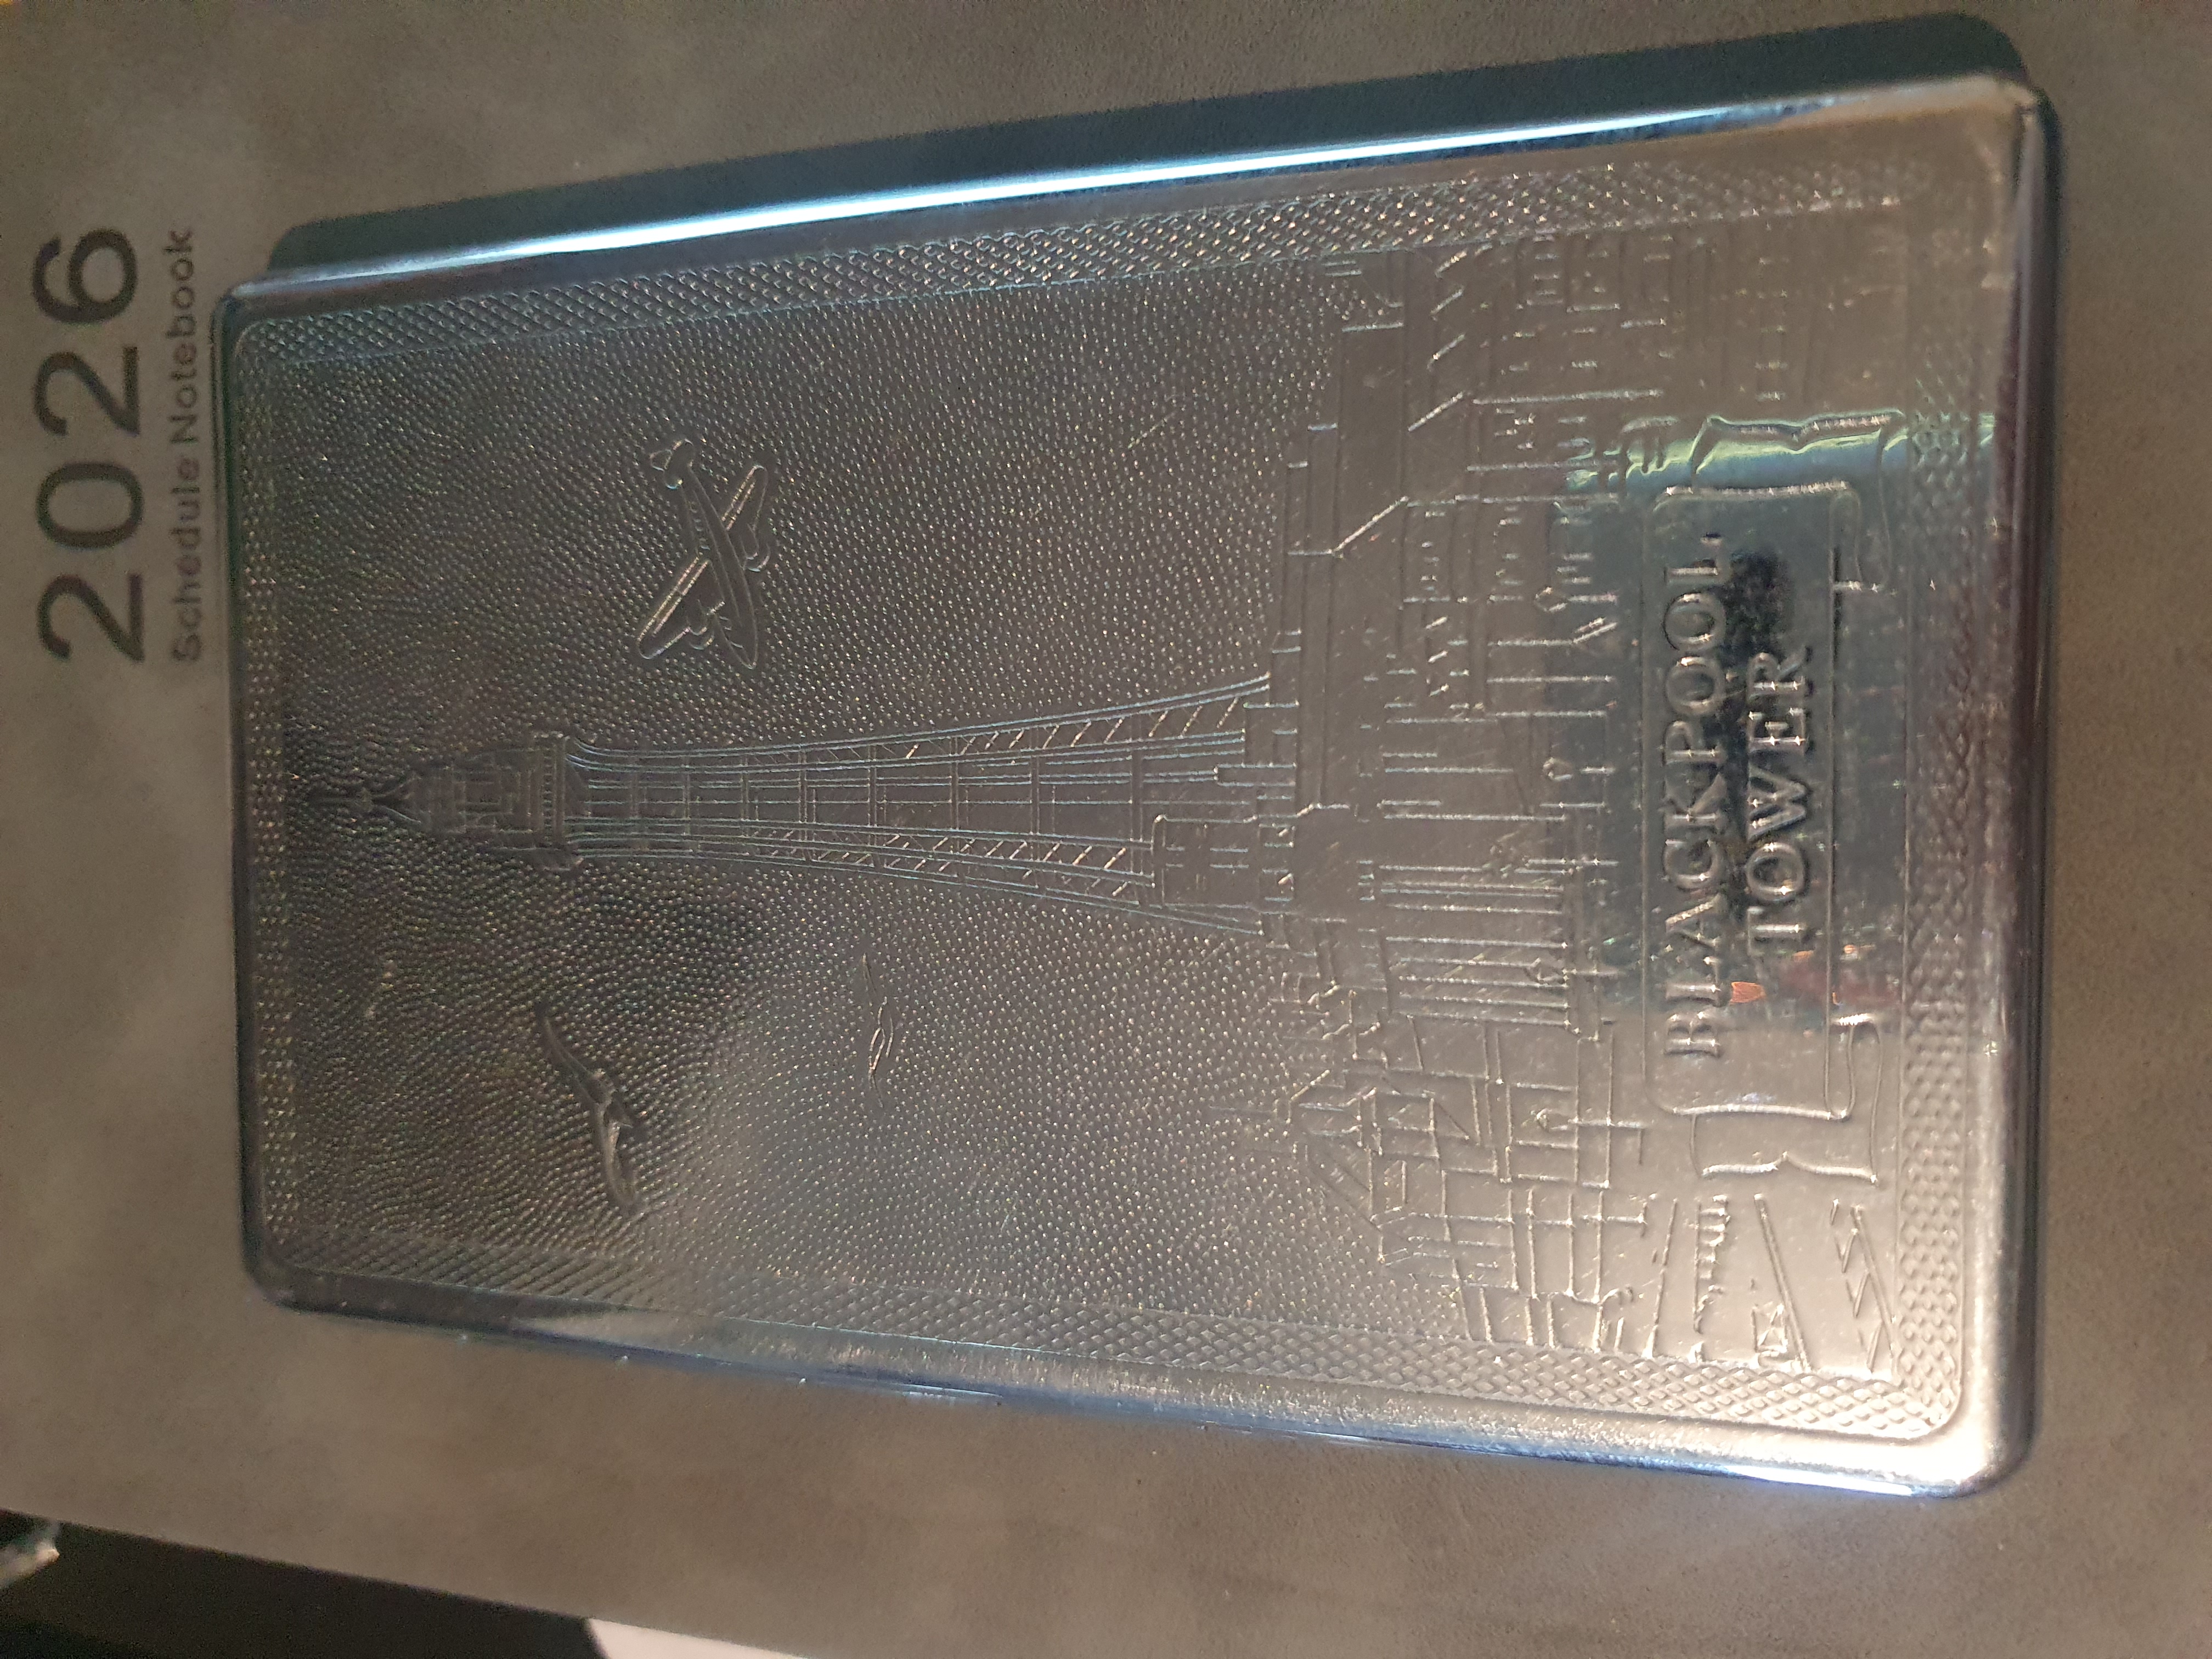 2026
Schedule Notebook
BLACKPOOL
TOWER